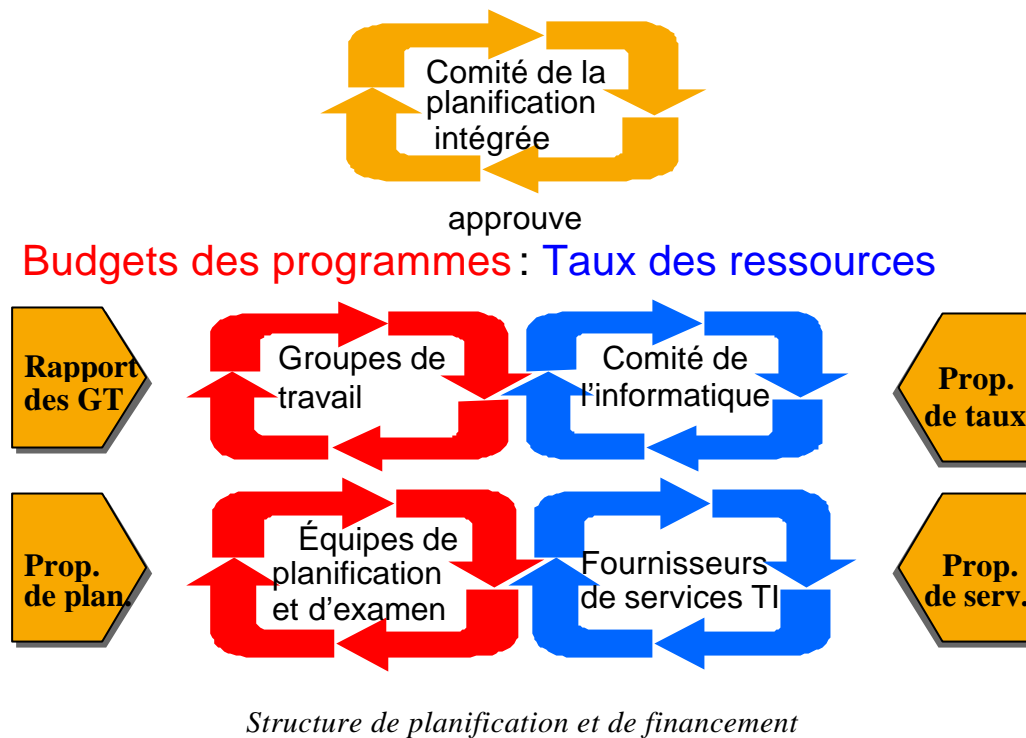 Comité de la
planification
intégrée
approuve
Budgets des programmes : Taux des ressources
Rapport
des GT
Groupes de
travail
Comité de
l'informatique
Prop.
de taux
Prop.
de plan.
Équipes de
planification
et d'examen
Fournisseurs
de services TI
Prop.
de serv.
Structure de planification et de financement